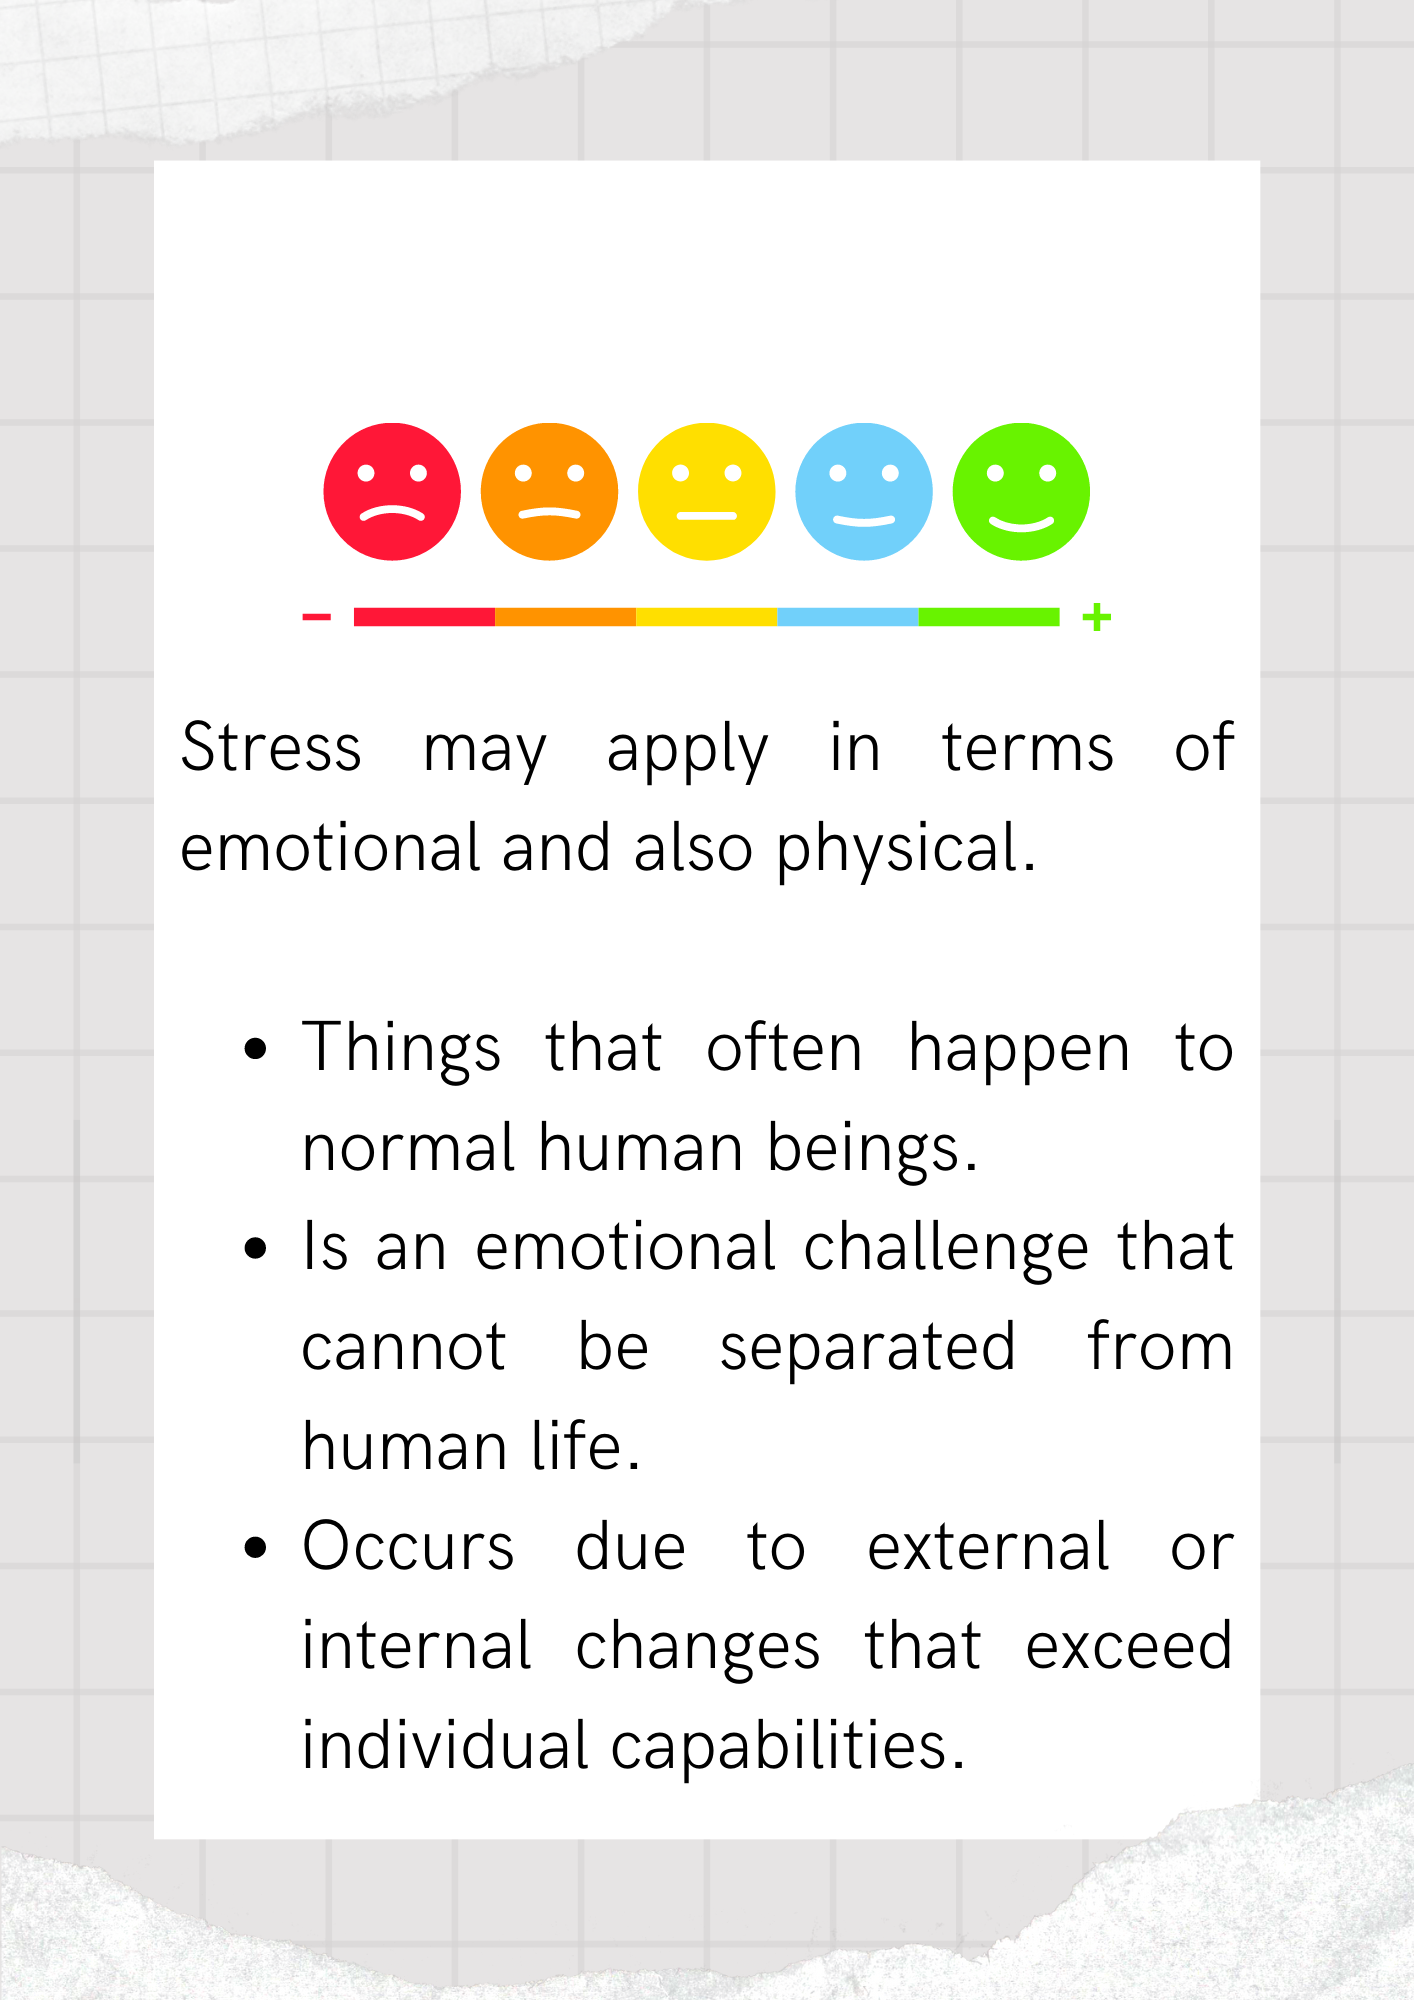 − +
Stress may apply in terms of
emotional and also physical.
• Things that often happen to
normal human beings.
• Is an emotional challenge that
cannot be separated from
human life.
• Occurs due to external or
internal changes that exceed
individual capabilities.